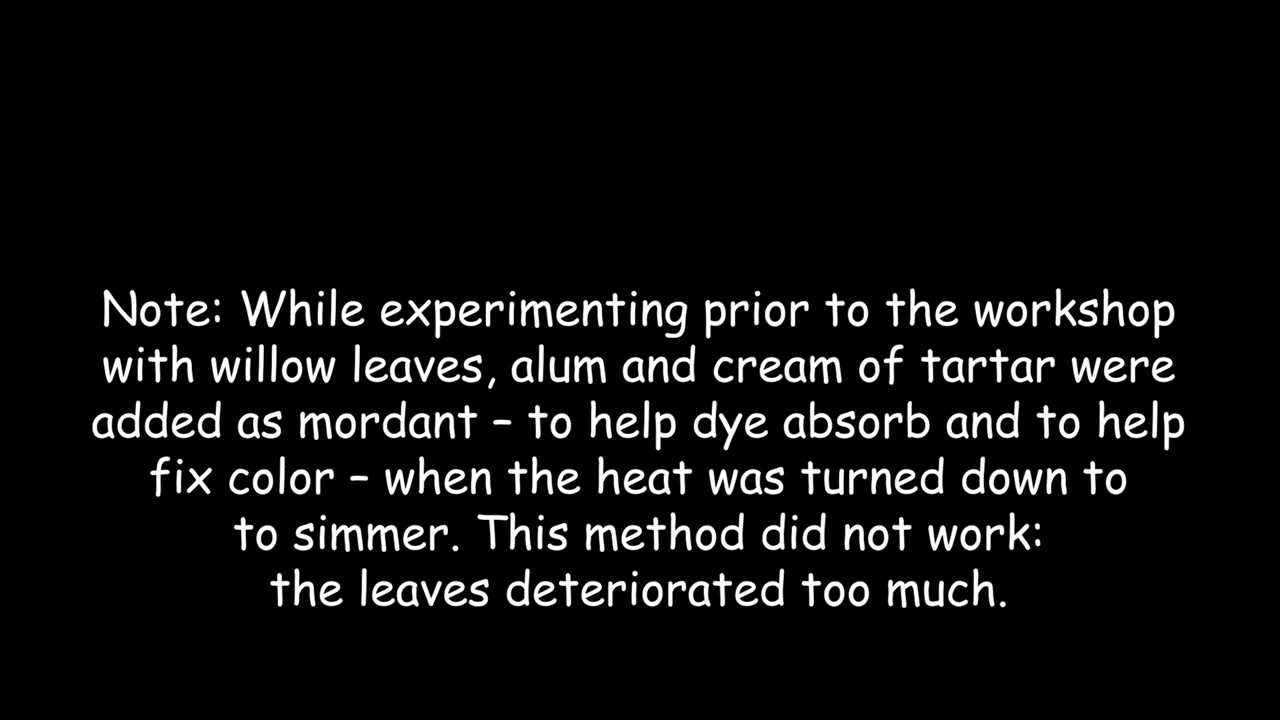 Note: While experimenting prior to the workshop
with willow leaves, alum and cream of tartar were
added as mordant – to help dye absorb and to help
fix color – when the heat was turned down to
to simmer. This method did not work:
the leaves deteriorated too much.